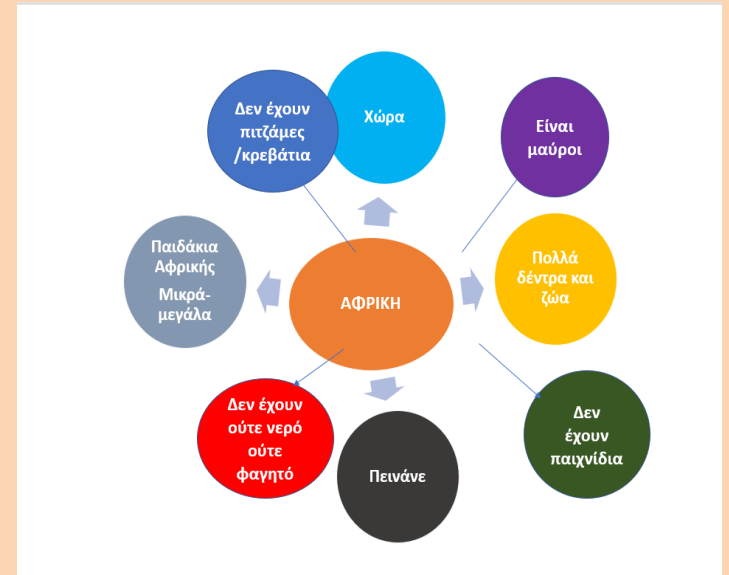 Δεν έχουν
πιτζάμες
/κρεβάτια
Χώρα
Είναι
μαύροι
Παιδάκια
Αφρικής
Μικρά-
μεγάλα
ΑΦΡΙΚΗ
Πολλά
δέντρα και
ζώα
Δεν έχουν
ούτε νερό
ούτε
φαγητό
Πεινάνε
Δεν
έχουν
παιχνίδια